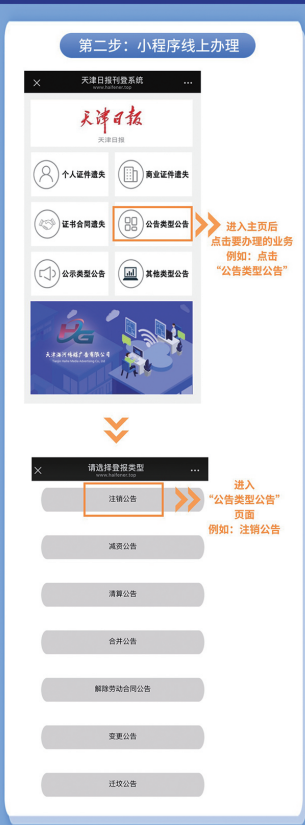 第二步：小程序线上办理
天津日报刊登系统
www.haifener.top
天津日报
天津日报
个人证件遗失
商业证件遗失
证书合同遗失
公告类型公告
公示类型公告
其他类型公告
进入主页后
点击要办理的业务
例如：点击
“公告类型公告”
HG
天津海河传媒广告有限公司
请选择登报类型
www.haifener.top
注销公告
减资公告
清算公告
合并公告
解除劳动合同公告
变更公告
迁坟公告
进入
“公告类型公告”
页面
例如：注销公告